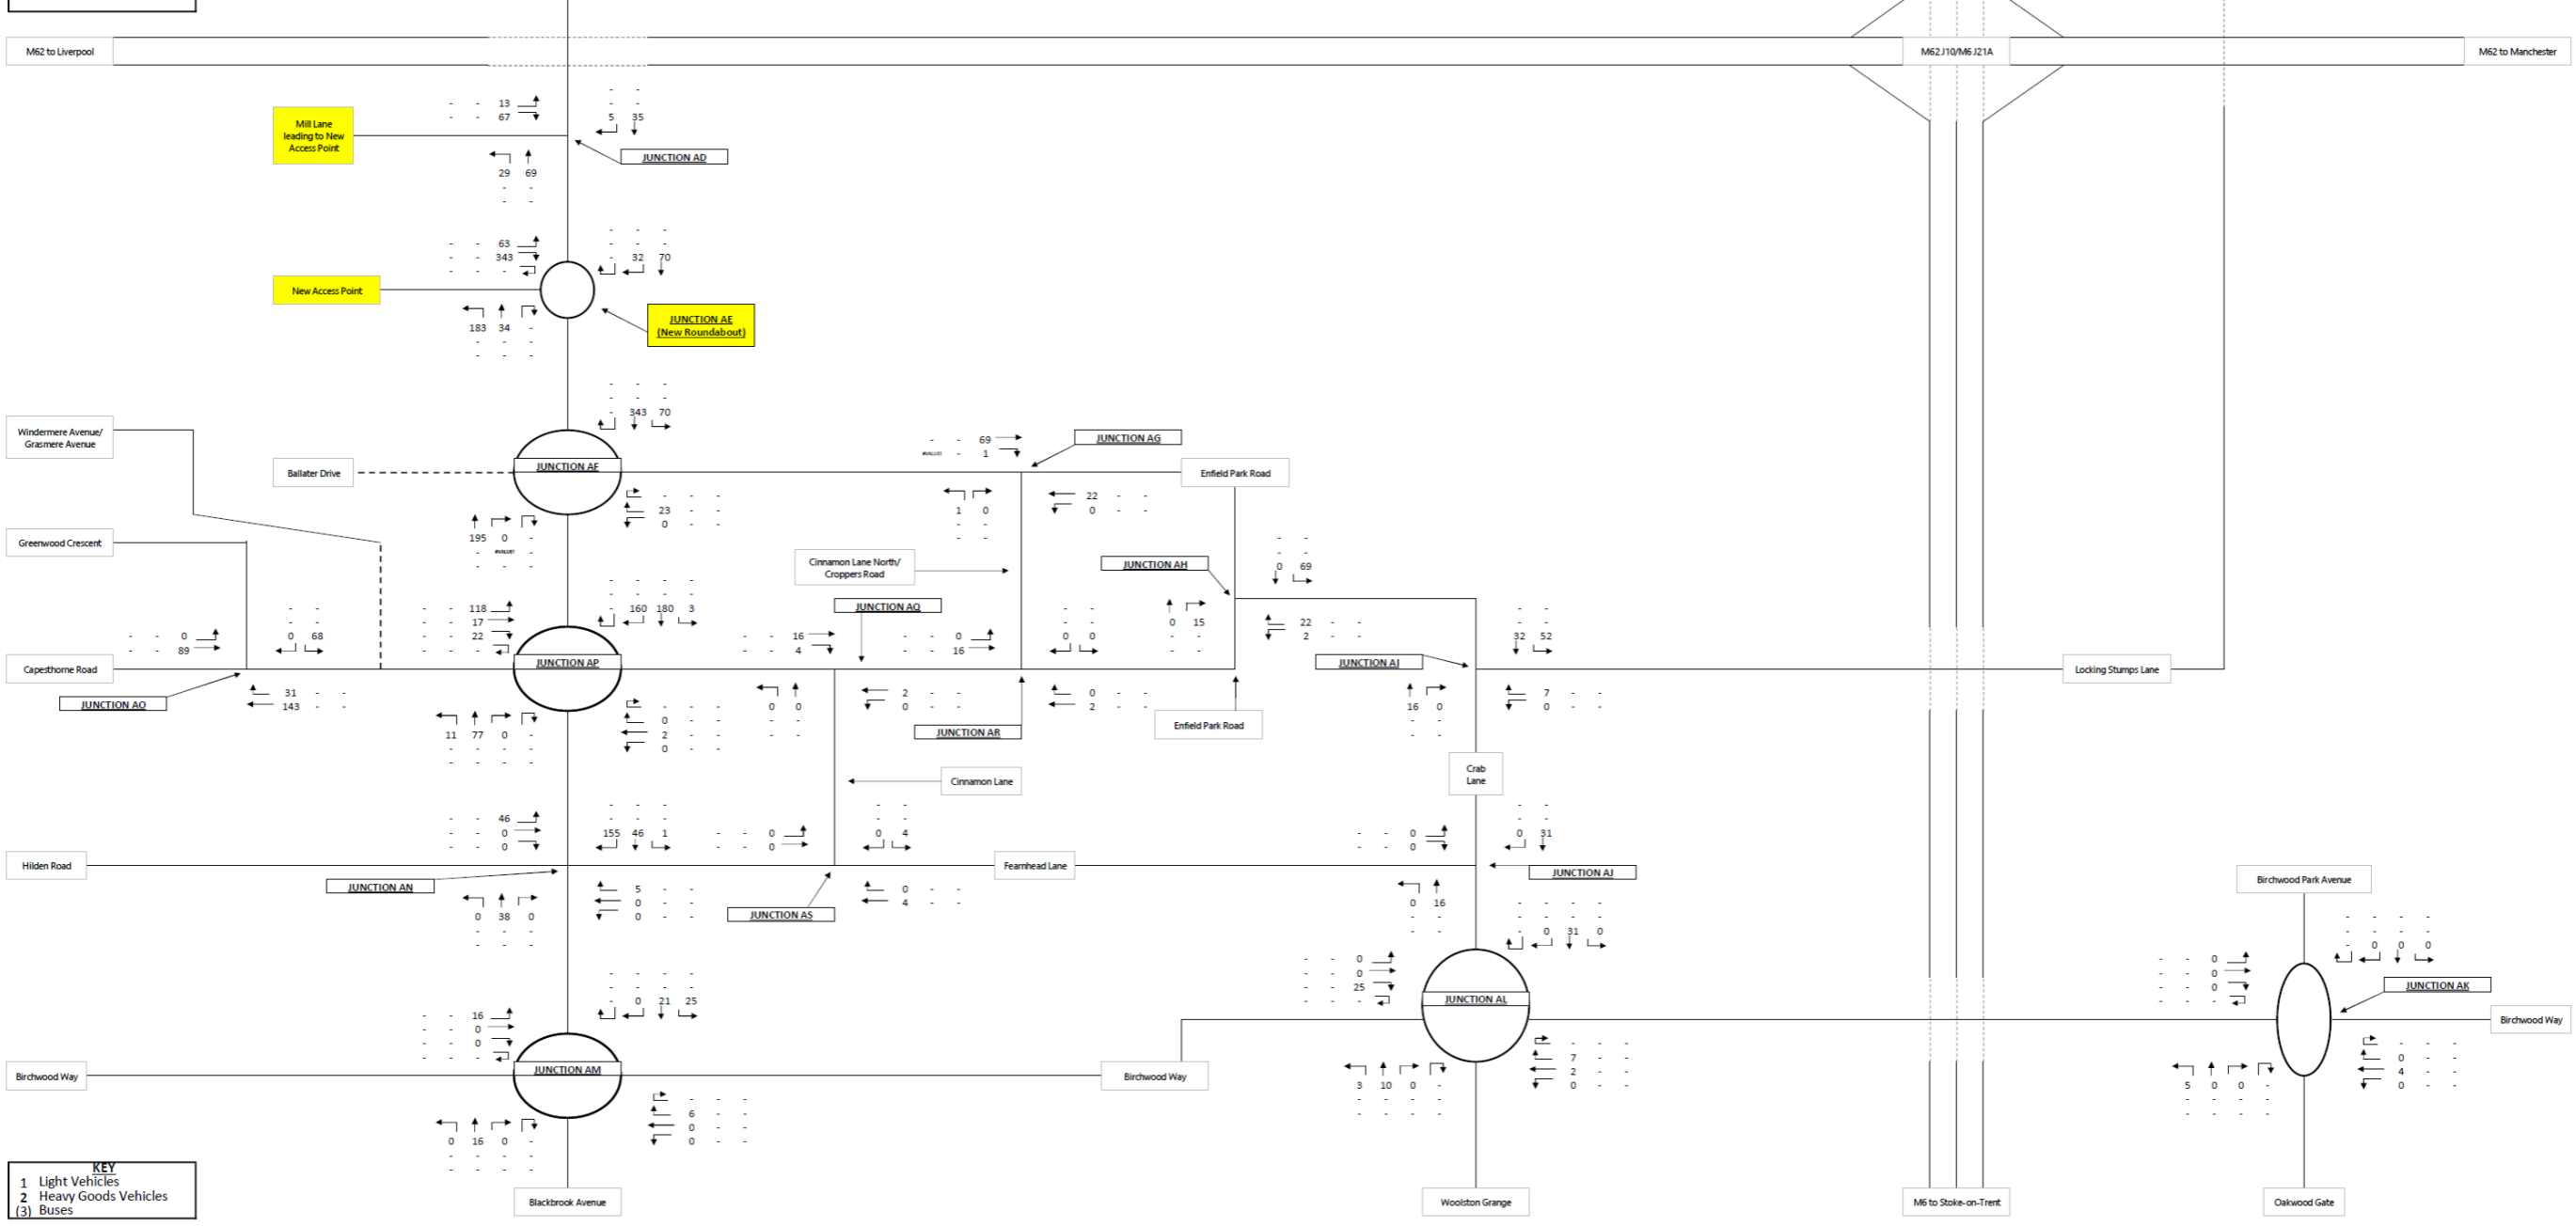 M62 to Liverpool
M62 J10/M6 J21A
M62 to Manchester
- - 13
- - 67
- -
- -
5 35
Mill Lane
leading to New
Access Point
JUNCTION AD
29 69
- -
- -
- - 63
- - 343
- - -
- - -
- - -
- 32 70
New Access Point
JUNCTION AE
(New Roundabout)
183 34 -
- - -
- - -
- - -
- - -
- 343 70
Windermere Avenue/
Grasmere Avenue
- - 69
#VALUE! - 1
JUNCTION AG
Ballater Drive
JUNCTION AF
Enfield Park Road
- - -
23 - -
0 - -
1 0
- -
- -
22 - -
0 - -
195 0 -
- #VALUE! -
- - -
Greenwood Crescent
Cinnamon Lane North/
Croppers Road
JUNCTION AH
- -
- -
0 69
- - 0
- - 89
- -
- -
0 68
- - 118
- - 17
- - 22
- - -
- - - -
- - - -
- 160 180 3
JUNCTION AQ
- - 16
- - 4
- - 0
- - 16
- -
- -
0 0
0 15
- -
- -
22 - -
2 - -
- -
- -
32 52
Capesthorne Road
JUNCTION AP
JUNCTION AI
Locking Stumps Lane
JUNCTION AO
31 - -
143 - -
11 77 0 -
- - - -
- - - -
- - -
0 - -
2 - -
0 - -
0 0
- -
- -
2 - -
0 - -
JUNCTION AR
0 - -
2 - -
Enfield Park Road
16 0
- -
- -
7 - -
0 - -
Cinnamon Lane
Crab
Lane
- - 46
- - 0
- - 0
- - -
- - -
155 46 1
- - 0
- - 0
- -
- -
0 4
- - 0
- - 0
- -
- -
0 31
Hilden Road
Fearnhead Lane
JUNCTION AN
JUNCTION AJ
Birchwood Park Avenue
0 38 0
- - -
- - -
5 - -
0 - -
0 - -
JUNCTION AS
0 - -
4 - -
0 16
- -
- -
- - - -
- - - -
- 0 31 0
- - 0
- - 0
- - 25
- - -
JUNCTION AL
- - 0
- - 0
- - 0
- - -
- - - -
- - - -
- 0 0 0
JUNCTION AK
Birchwood Way
- - 16
- - 0
- - 0
- - -
- - - -
- - - -
- 0 21 25
Birchwood Way
JUNCTION AM
Birchwood Way
3 10 0 -
- - - -
- - - -
- - -
7 - -
2 - -
0 - -
5 0 0 -
- - - -
- - - -
- - -
0 - -
4 - -
0 - -
0 16 0 -
- - - -
- - - -
- - -
6 - -
0 - -
0 - -
KEY
1 Light Vehicles
2 Heavy Goods Vehicles
(3) Buses
Blackbrook Avenue
Woolston Grange
M6 to Stoke-on-Trent
Oakwood Gate